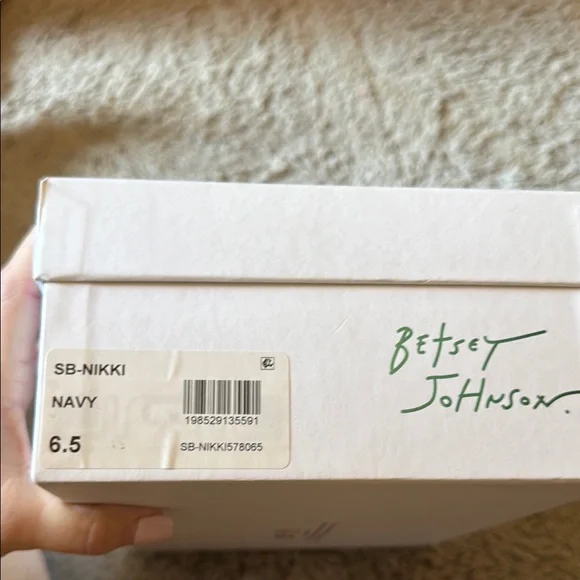 SB-NIKKI
NAVY
198529135591
6.5
SB-NIKKI578065
BETSEY
JOHNSON.